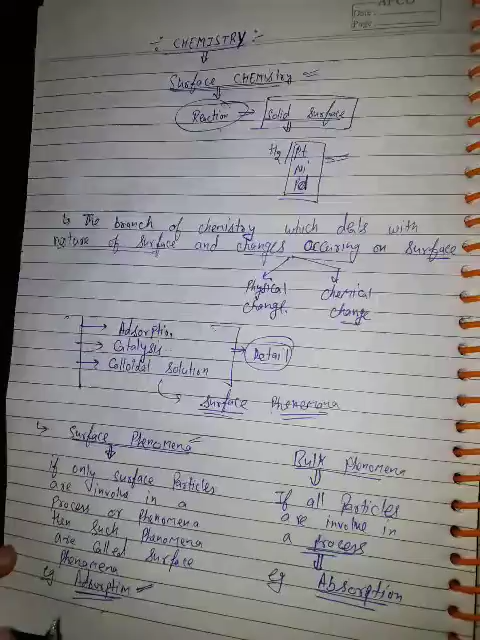 APCO
Date
Page
CHEMISTRY
Surface CHEMISTRY
Reaction Solid Surface
H2 / Pt
Ni
Pd
The branch of chemistry which deals with
nature of surface and changes occuring on surface
Physical change
Chemical change
Adsorption
Catalysis
Colloidal Solution
Detail
Surface Phenomena
Surface Phenomena
If only surface Particles
are involve in a
Process or Phenomena
then such Phenomena
are called Surface
Phenomena
eg Adsorption
Bulk Phenomena
If all Particles
are involve in
a process
eg Absorption